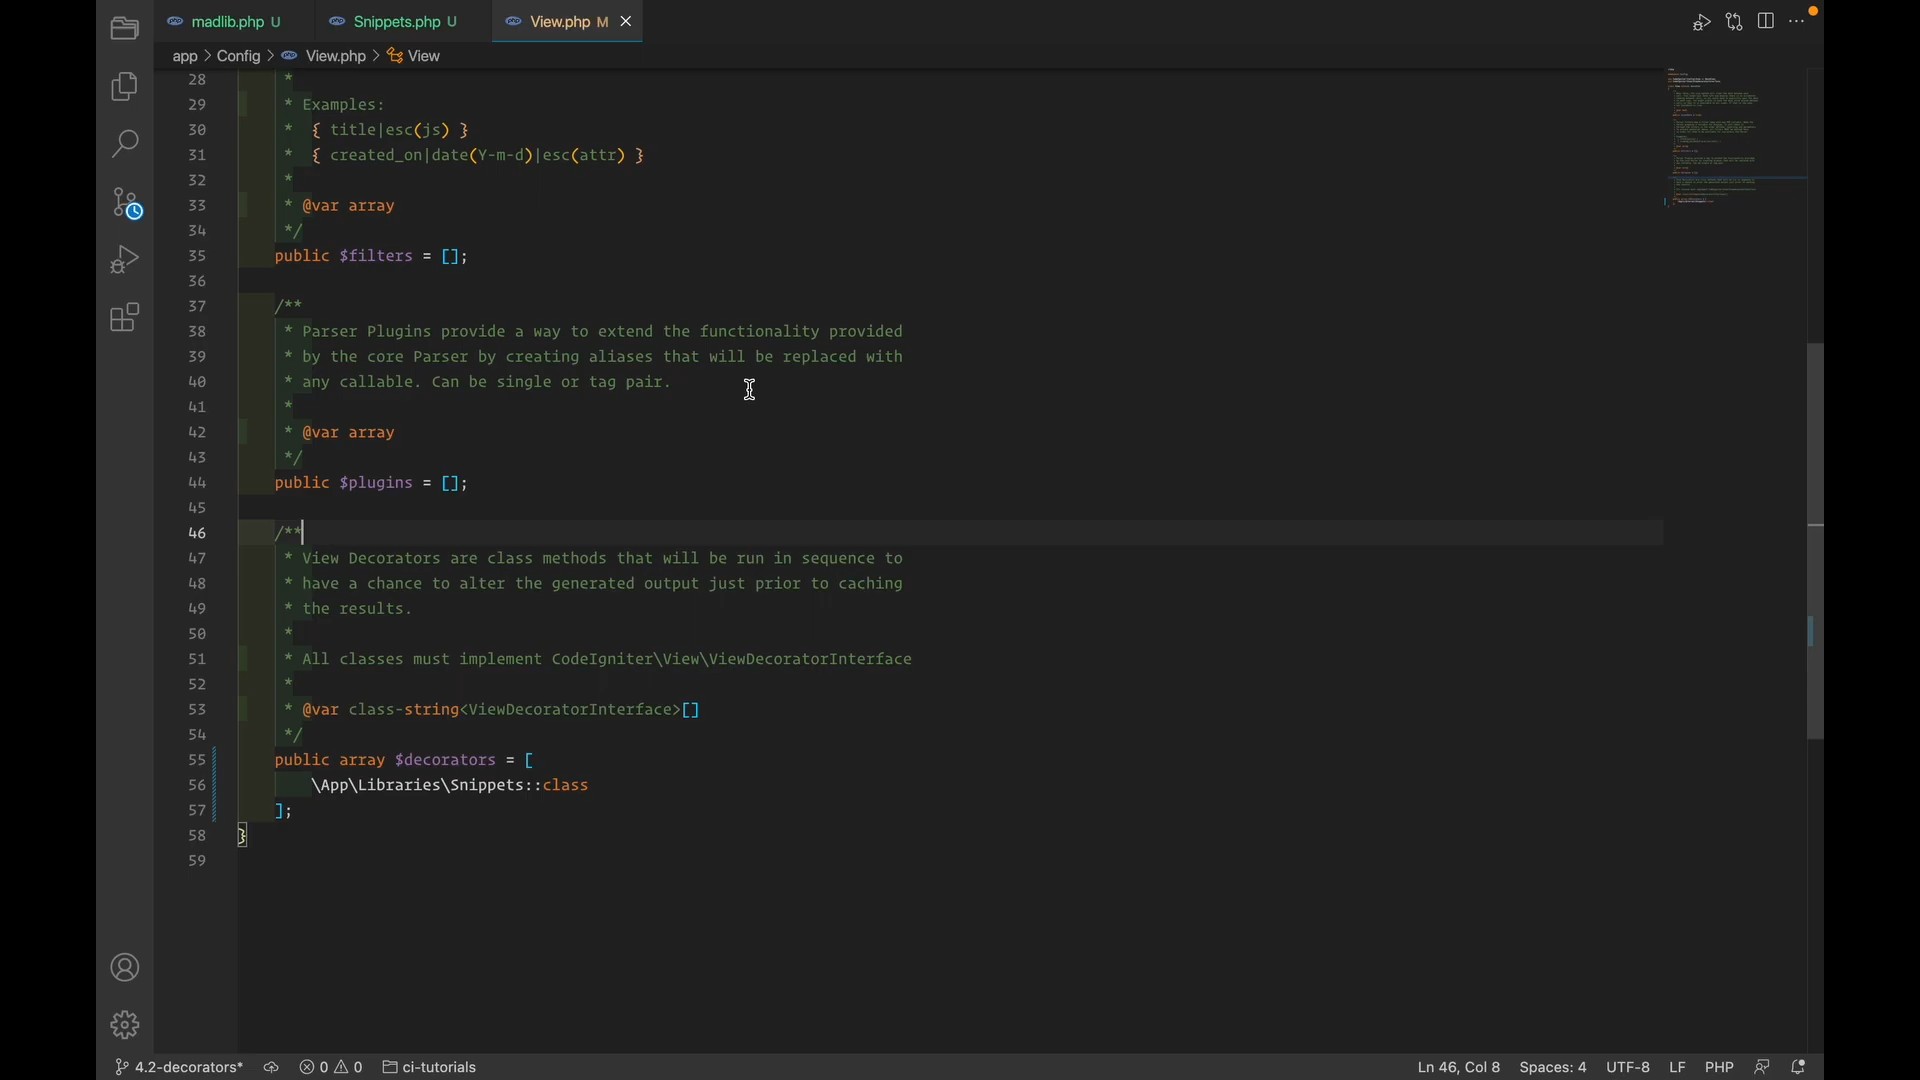 madlib.php U Snippets.php U View.php M
app > Config > View.php > View
28 *
29 * Examples:
30 * { title|esc(js) }
31 * { created_on|date(Y-m-d)|esc(attr) }
32 *
33 * @var array
34 */
35 public $filters = [];
36
37 /**
38 * Parser Plugins provide a way to extend the functionality provided
39 * by the core Parser by creating aliases that will be replaced with
40 * any callable. Can be single or tag pair.
41 *
42 * @var array
43 */
44 public $plugins = [];
45
46 /**
47 * View Decorators are class methods that will be run in sequence to
48 * have a chance to alter the generated output just prior to caching
49 * the results.
50 *
51 * All classes must implement CodeIgniter\View\ViewDecoratorInterface
52 *
53 * @var class-string<ViewDecoratorInterface>[]
54 */
55 public array $decorators = [
56 \App\Libraries\Snippets::class
57 ];
58 }
59
4.2-decorators* 0 0 ci-tutorials Ln 46, Col 8 Spaces: 4 UTF-8 LF PHP